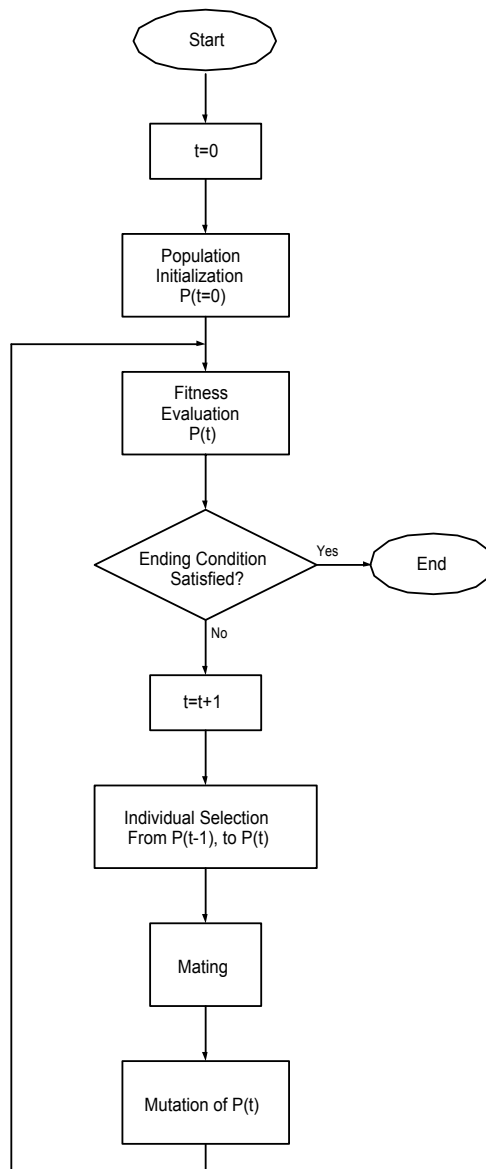 Start
t=0
Population
Initialization
P(t=0)
Fitness
Evaluation
P(t)
Ending Condition
Satisfied?
Yes
End
No
t=t+1
Individual Selection
From P(t-1), to P(t)
Mating
Mutation of P(t)